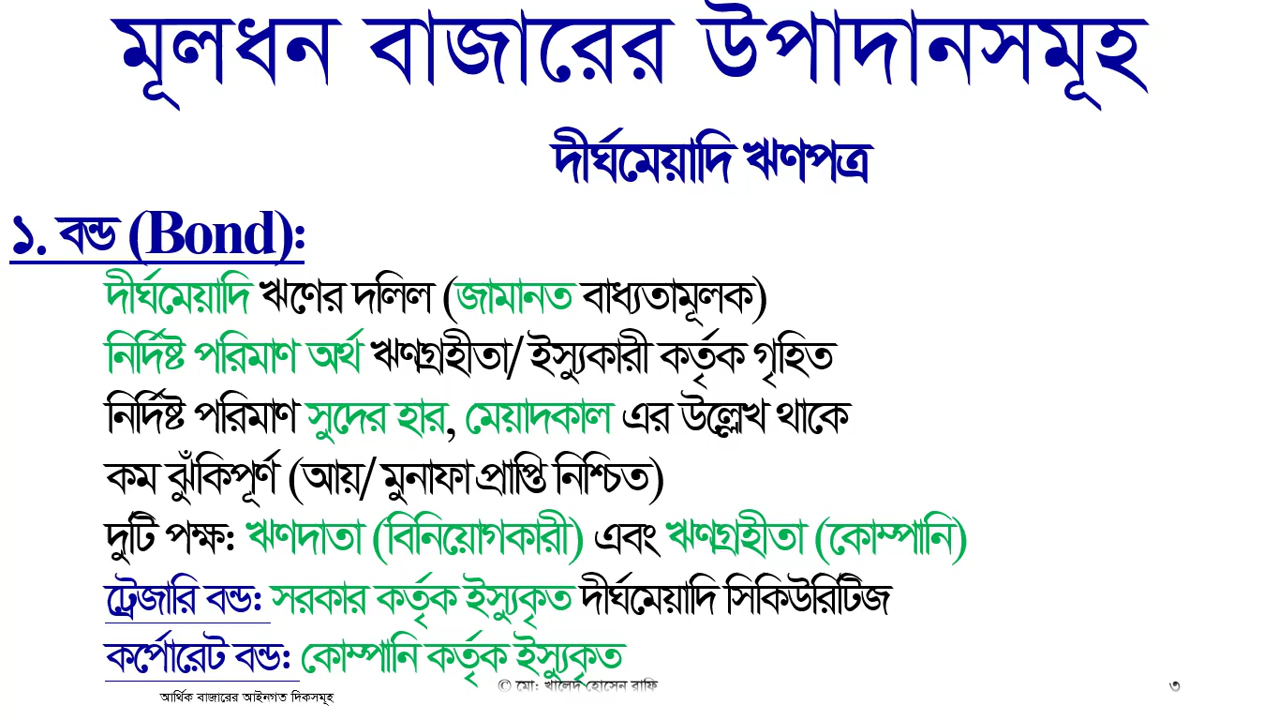 মূলধন বাজারের উপাদানসমূহ
দীর্ঘমেয়াদি ঋণপত্র
১. বন্ড (Bond):
দীর্ঘমেয়াদি ঋণের দলিল (জামানত বাধ্যতামূলক)
নির্দিষ্ট পরিমাণ অর্থ ঋণগ্রহীতা/ ইস্যুকারী কর্তৃক গৃহিত
নির্দিষ্ট পরিমাণ সুদের হার, মেয়াদকাল এর উল্লেখ থাকে
কম ঝুঁকিপূর্ণ (আয়/ মুনাফা প্রাপ্তি নিশ্চিত)
দুটি পক্ষ: ঋণদাতা (বিনিয়োগকারী) এবং ঋণগ্রহীতা (কোম্পানি)
ট্রেজারি বন্ড: সরকার কর্তৃক ইস্যুকৃত দীর্ঘমেয়াদি সিকিউরিটিজ
কর্পোরেট বন্ড: কোম্পানি কর্তৃক ইস্যুকৃত
আর্থিক বাজারের আইনগত দিকসমূহ © মো: খালেদ হোসেন রাফি ৩